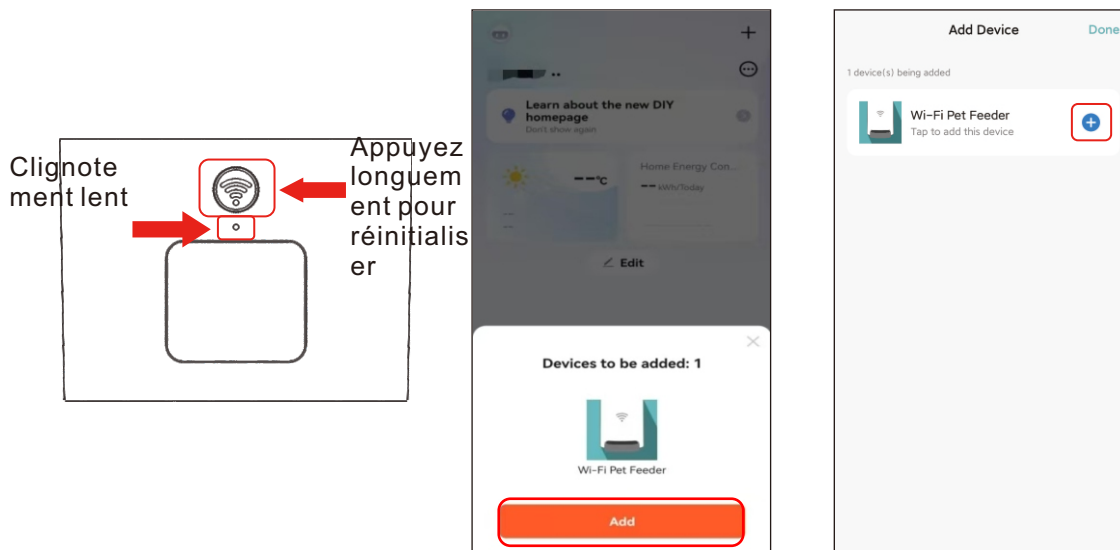 Clignote
ment lent
Appuyez
longuem
ent pour
réinitialis
er
..
Learn about the new DIY
homepage
Don't show again
--°C
Home Energy Con...
-- kWh/Today
--
--
Edit
Devices to be added: 1
Wi-Fi Pet Feeder
Add
Add Device
Done
1 device(s) being added
Wi-Fi Pet Feeder
Tap to add this device